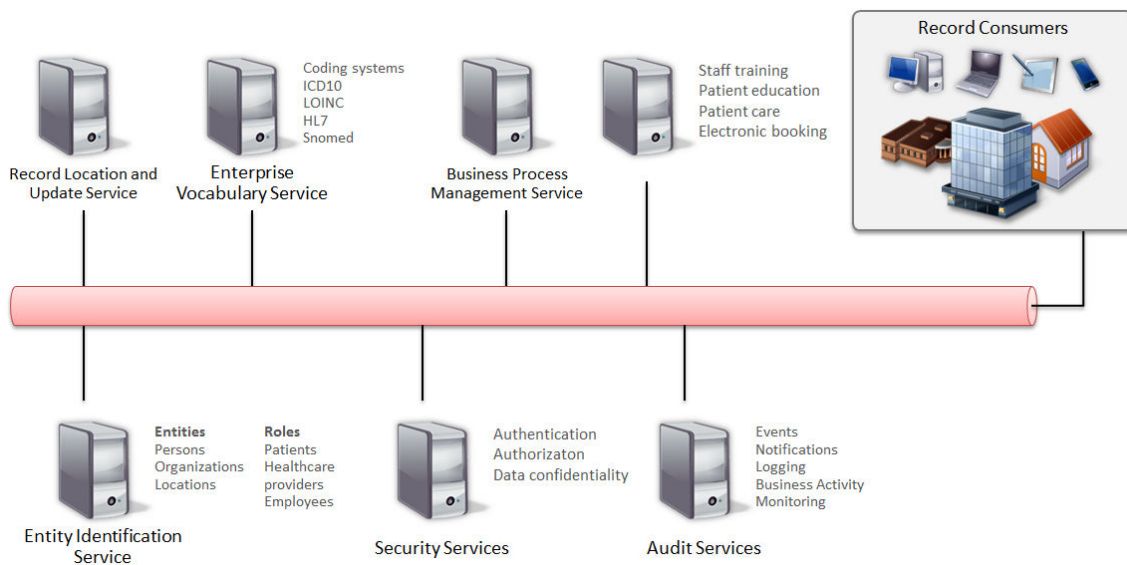 Record Consumers
Coding systems
ICD10
LOINC
HL7
Snomed
Staff training
Patient education
Patient care
Electronic booking
Record Location and
Update Service
Enterprise
Vocabulary Service
Business Process
Management Service
Entities
Persons
Organizations
Locations
Roles
Patients
Healthcare
providers
Employees
Authentication
Authorizaton
Data confidentiality
Events
Notifications
Logging
Business Activity
Monitoring
Entity Identification
Service
Security Services
Audit Services